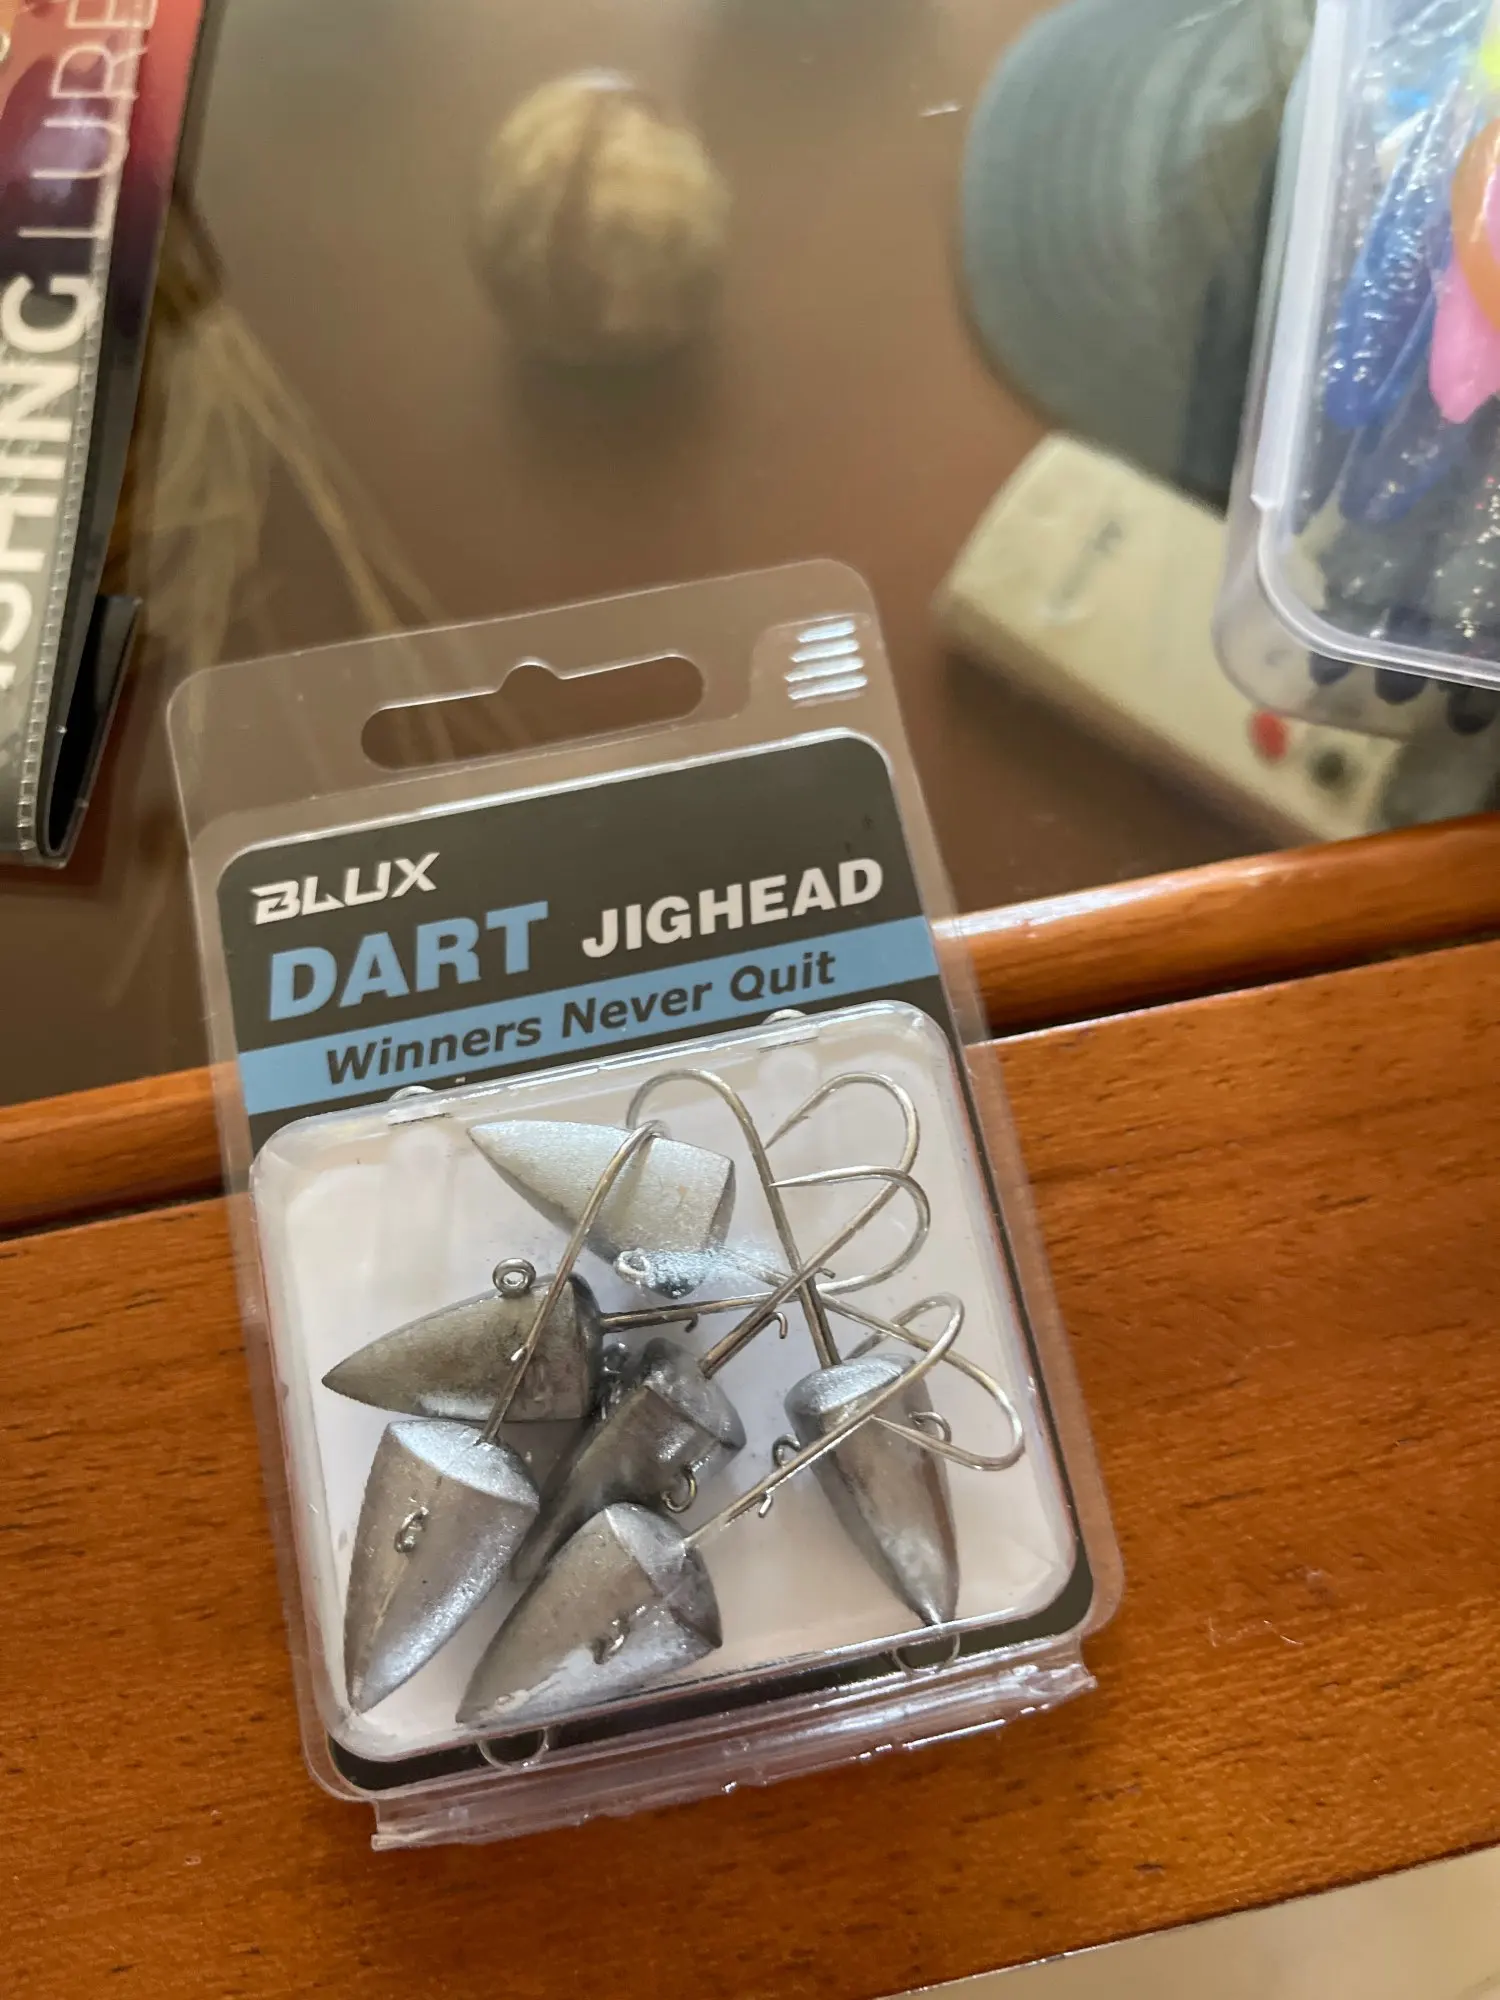 BLUX
DART JIGHEAD
Winners Never Quit